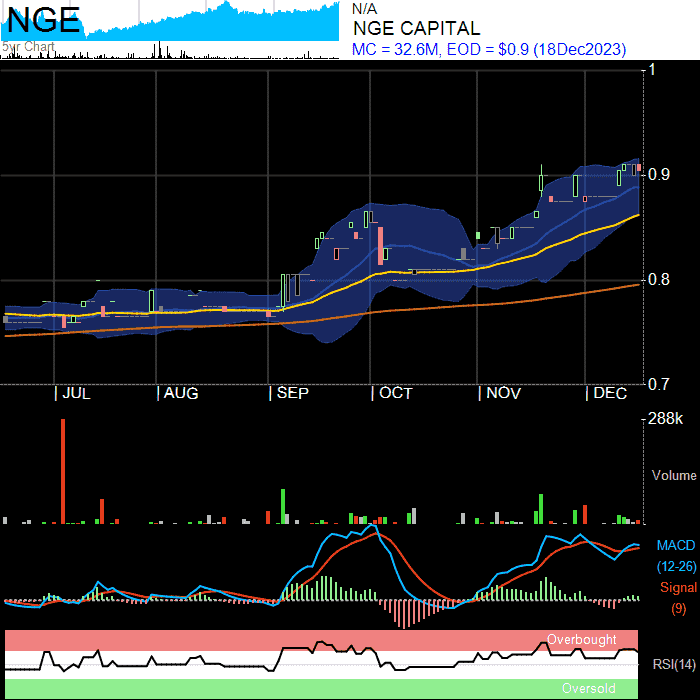 NGE
5yr Chart
N/A
NGE CAPITAL
MC = 32.6M, EOD = $0.9 (18Dec2023)
1
0.9
0.8
0.7
JUL AUG SEP OCT NOV DEC
288k
Volume
MACD
(12-26)
Signal
(9)
Overbought
RSI(14)
Oversold